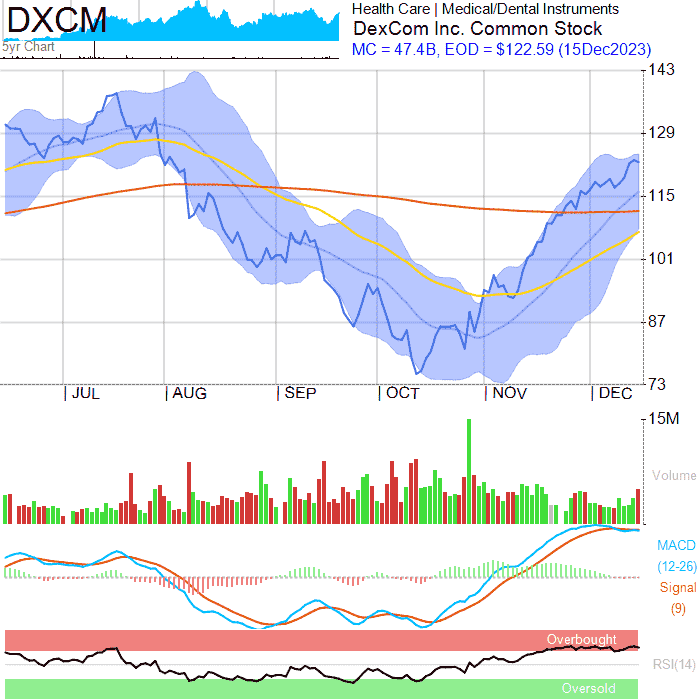 DXCM
5yr Chart
Health Care | Medical/Dental Instruments
DexCom Inc. Common Stock
MC = 47.4B, EOD = $122.59 (15Dec2023)
143
129
115
101
87
73
JUL
AUG
SEP
OCT
NOV
DEC
15M
Volume
MACD
(12-26)
Signal
(9)
Overbought
RSI(14)
Oversold